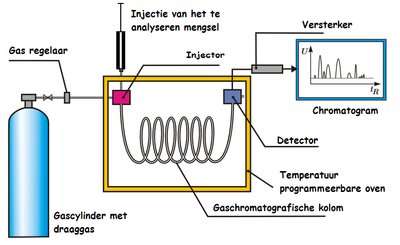 Injectie van het te
analyseren mengsel
Versterker
Gas regelaar
Injector
U
t_R
Chromatogram
Detector
Temperatuur
programmeerbare oven
Gaschromatografische kolom
Gascylinder met
draaggas